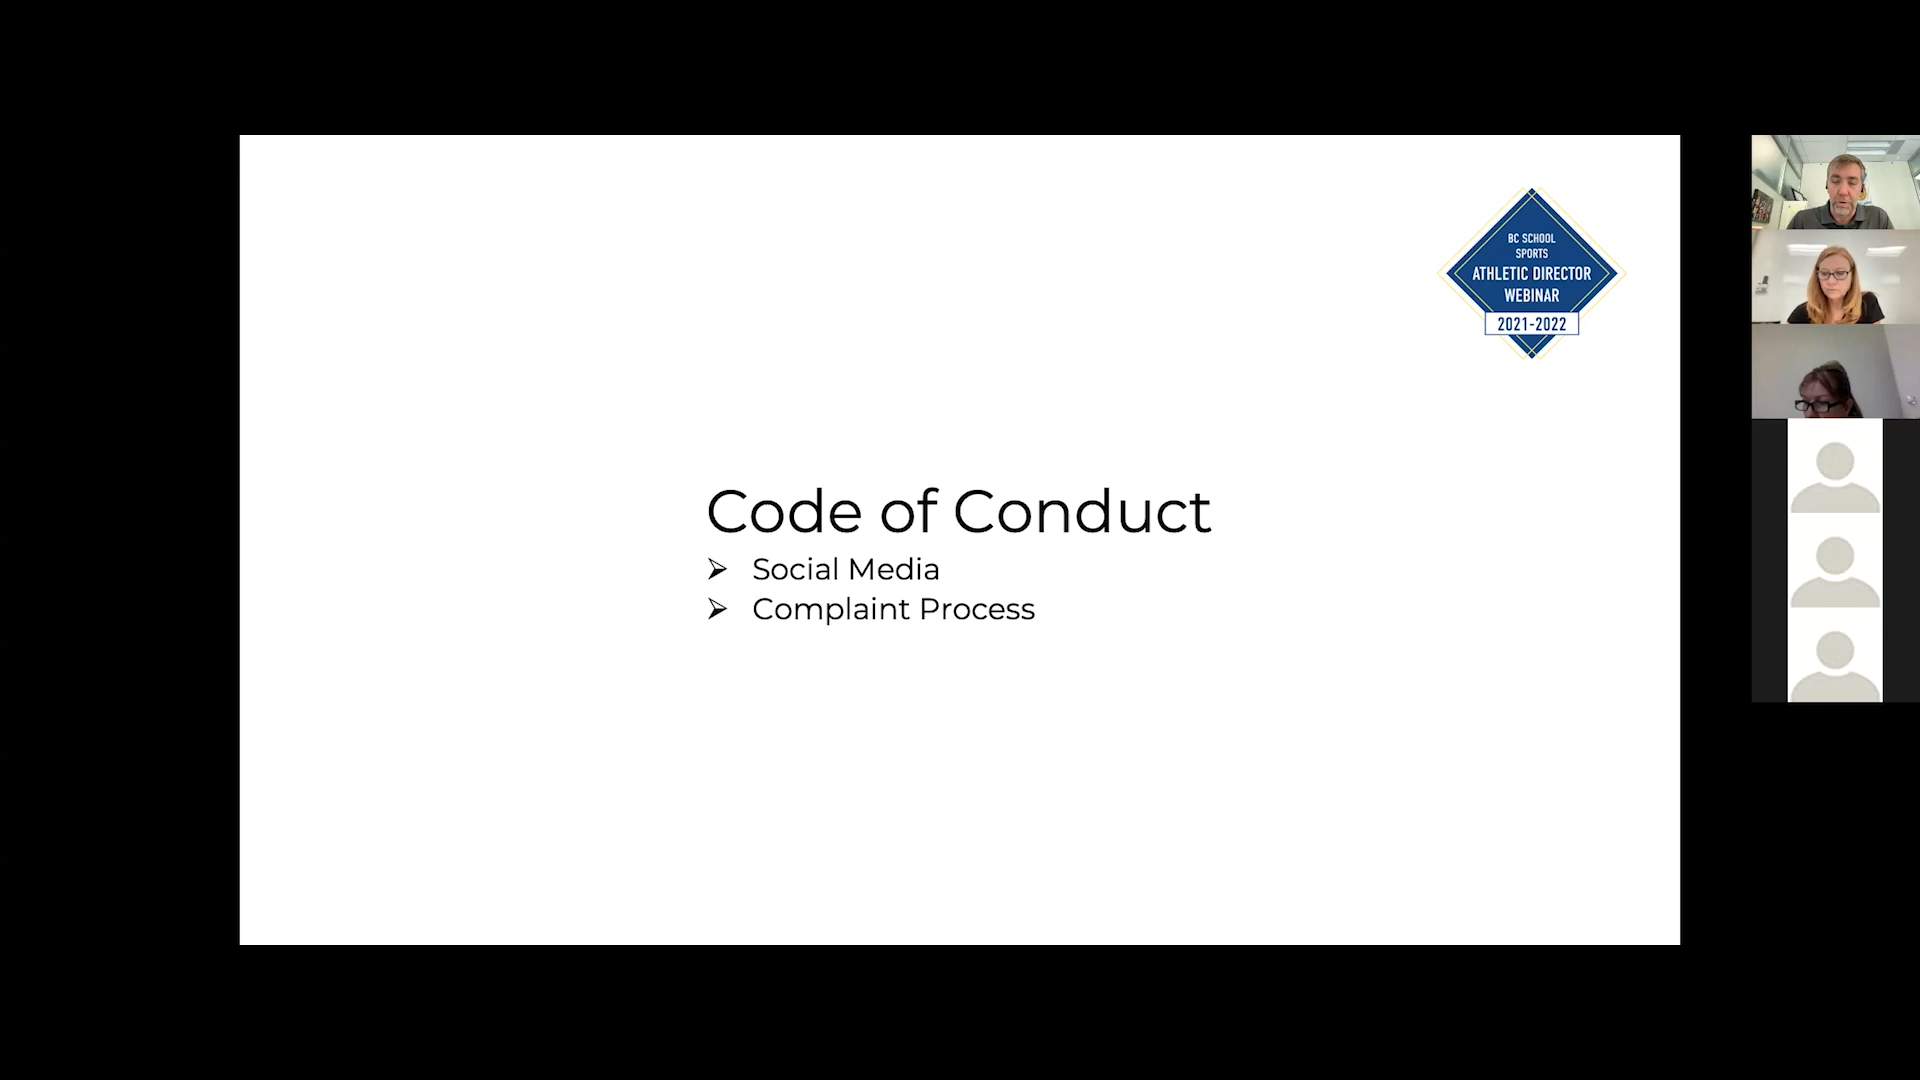 BC SCHOOL
SPORTS
ATHLETIC DIRECTOR
WEBINAR
2021-2022
Code of Conduct
➢ Social Media
➢ Complaint Process